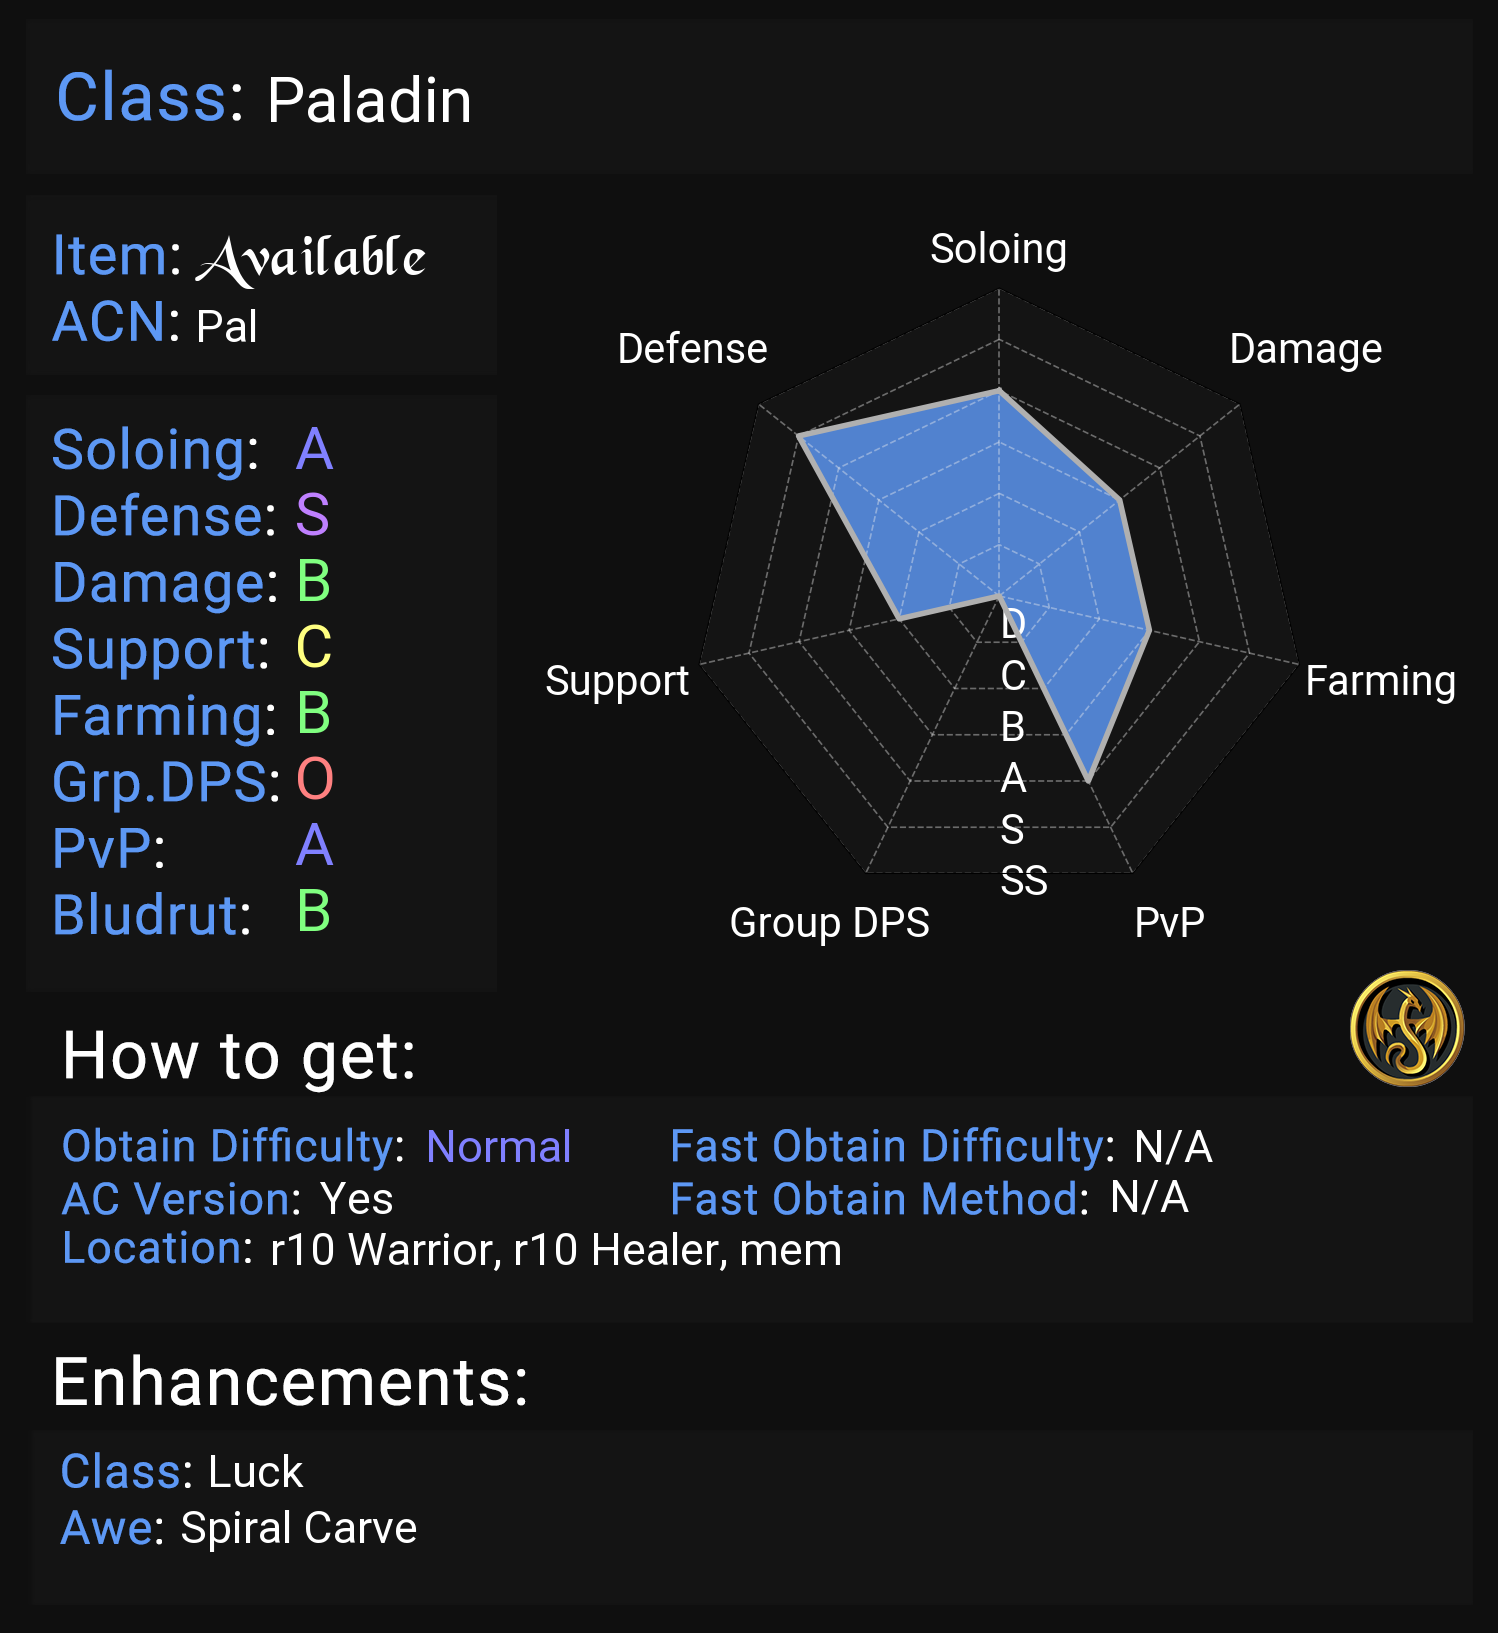 Class: Paladin
Item: Available
ACN: Pal
Soloing: A
Defense: S
Damage: B
Support: C
Farming: B
Grp.DPS: O
PvP: A
Bludrut: B
Soloing
Defense
Damage
Support
Farming
D
C
B
A
S
SS
Group DPS
PvP
How to get:
Obtain Difficulty: Normal
Fast Obtain Difficulty: N/A
AC Version: Yes
Fast Obtain Method: N/A
Location: r10 Warrior, r10 Healer, mem
Enhancements:
Class: Luck
Awe: Spiral Carve